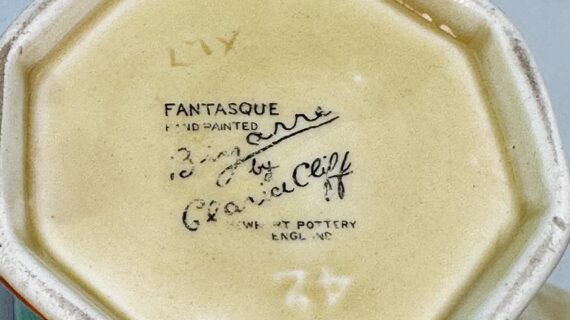 FANTASQUE
HAND PAINTED
Bizarre
by
Clarice Cliff
NEWPORT POTTERY
ENGLAND
42